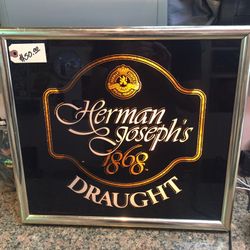 $50.00
Herman
Joseph's
1868
DRAUGHT